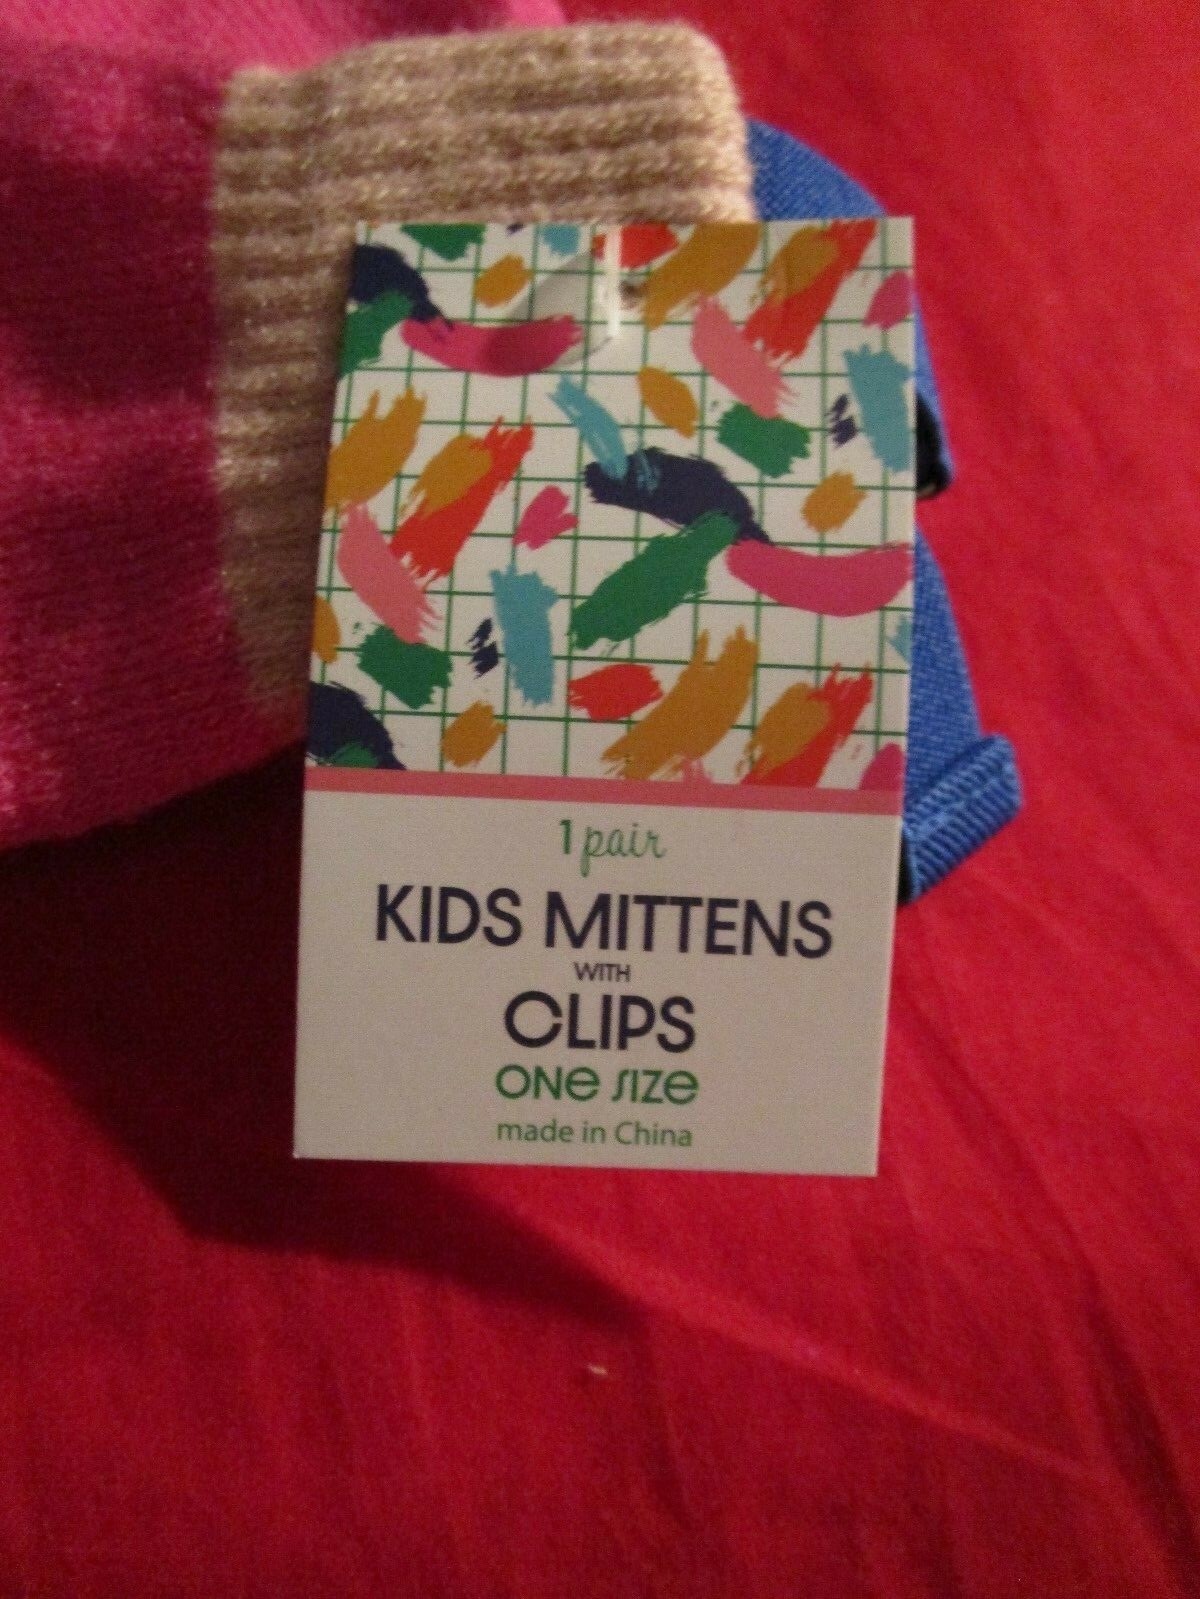 1 pair
KIDS MITTENS
WITH
CLIPS
ONE SIZE
made in China